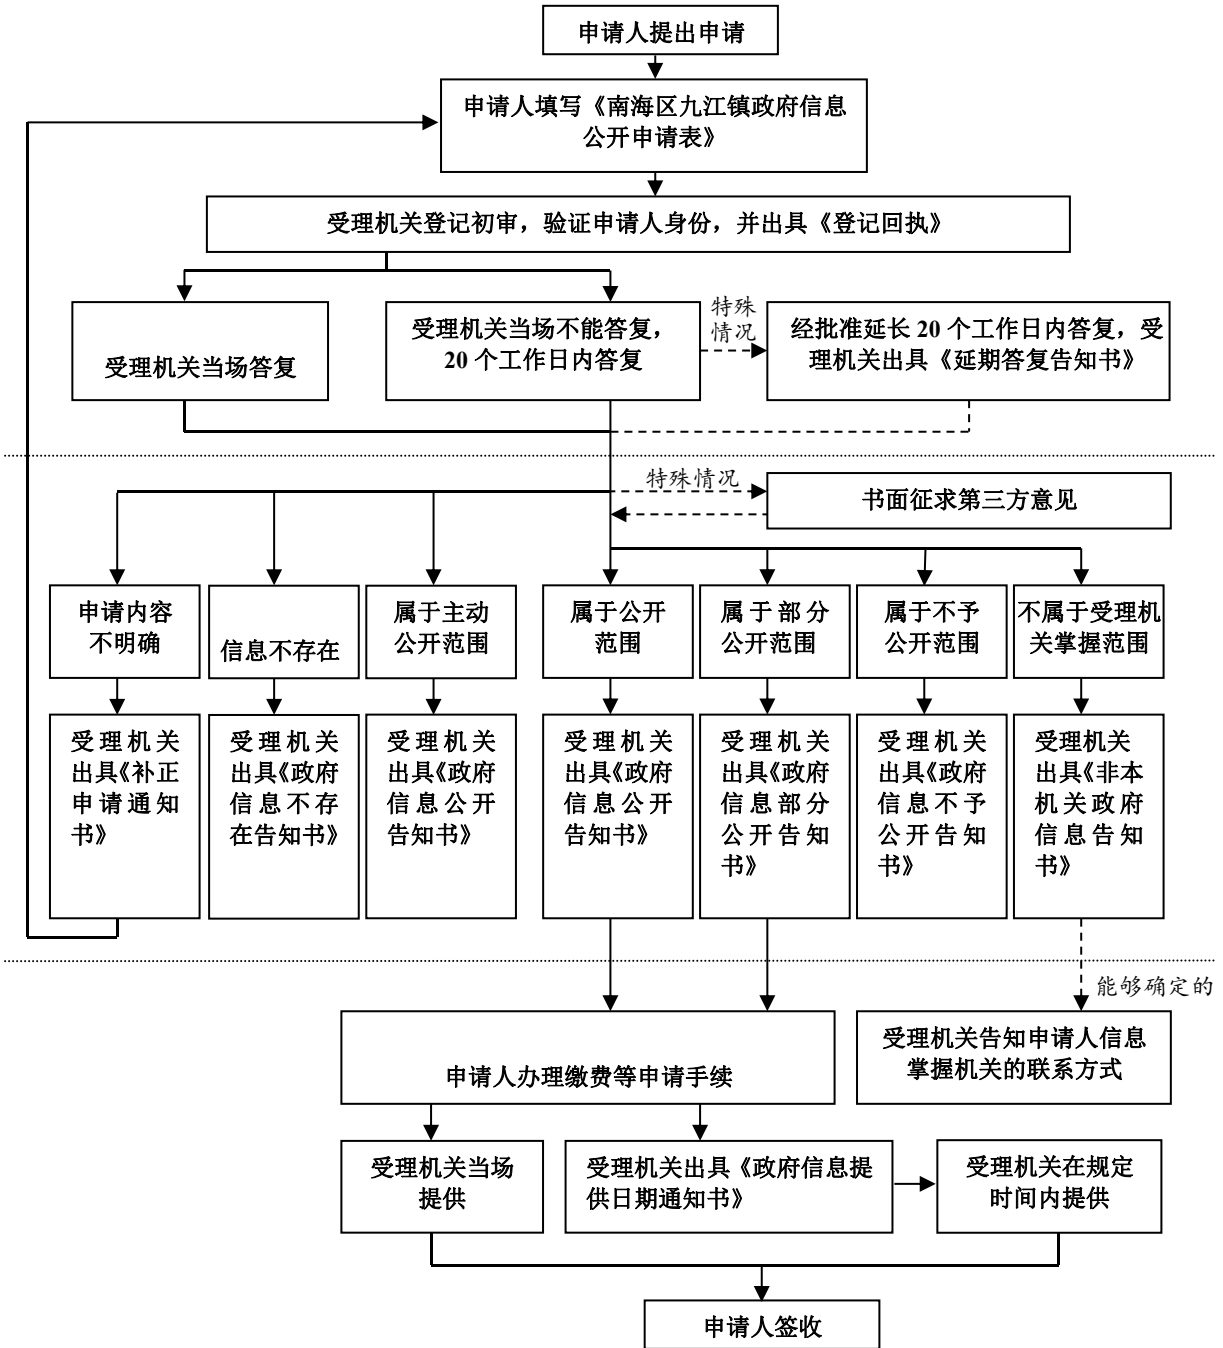 申请人提出申请
申请人填写《南海区九江镇政府信息
公开申请表》
受理机关登记初审，验证申请人身份，并出具《登记回执》
受理机关当场答复
受理机关当场不能答复，
20 个工作日内答复
特殊
情况
经批准延长 20 个工作日内答复，受
理机关出具《延期答复告知书》
特殊情况
书面征求第三方意见
申请内容
不明确
信息不存在
属于主动
公开范围
属于公开
范围
属于部分
公开范围
属于不予
公开范围
不属于受理机
关掌握范围
受理机关
出具《补正
申请通知
书》
受理机关
出具《政府
信息不存
在告知书》
受理机关
出具《政府
信息公开
告知书》
受理机关
出具《政府
信息公开
告知书》
受理机关
出具《政府
信息部分
公开告知
书》
受理机关
出具《政府
信息不予
公开告知
书》
受理机关
出具《非本
机关政府
信息告知
书》
能够确定的
申请人办理缴费等申请手续
受理机关告知申请人信息
掌握机关的联系方式
受理机关当场
提供
受理机关出具《政府信息提
供日期通知书》
受理机关在规定
时间内提供
申请人签收